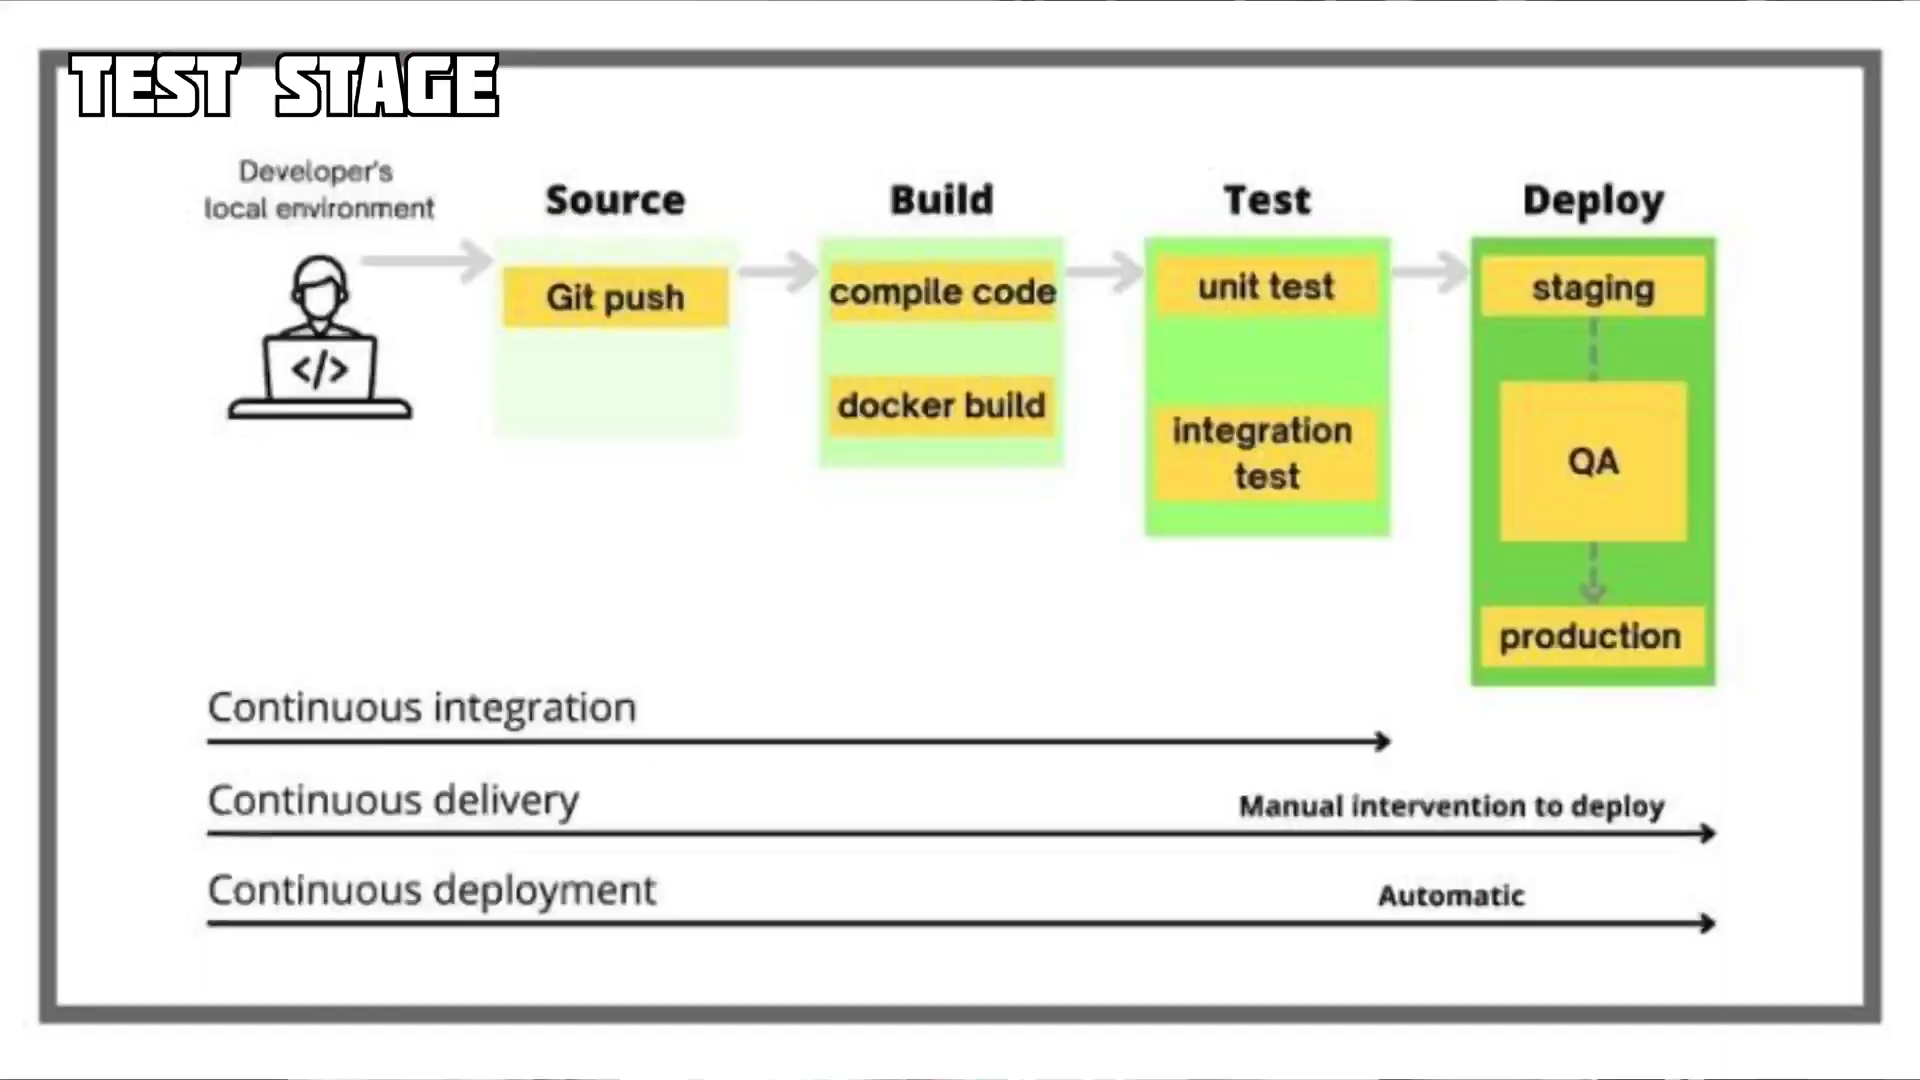 TEST STAGE
Developer's
local environment
Source
Build
Test
Deploy
Git push
compile code
docker build
unit test
integration
test
staging
QA
production
</>
Continuous integration
Continuous delivery
Manual intervention to deploy
Continuous deployment
Automatic